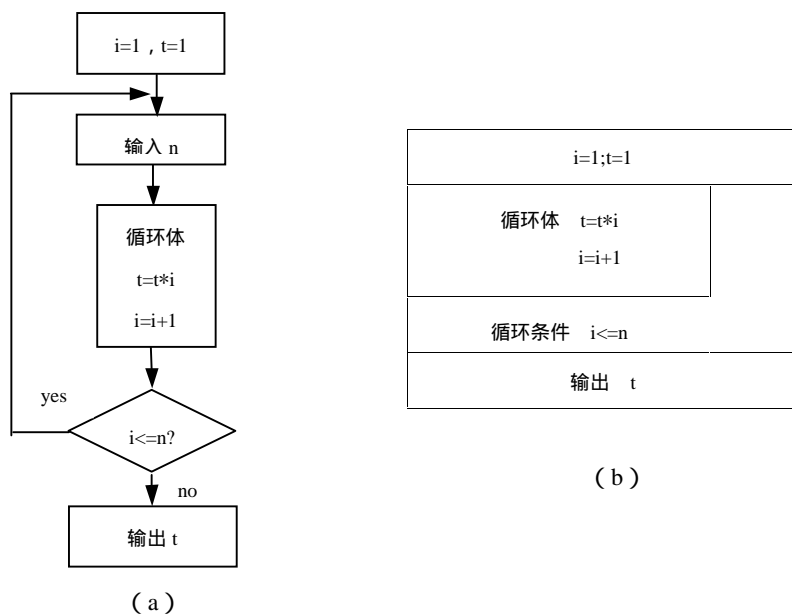 i=1，t=1
输入 n
循环体
t=t*i
i=i+1
yes
i<=n?
no
输出 t
（a）
i=1;t=1
循环体 t=t*i
i=i+1
循环条件 i<=n
输出 t
（b）